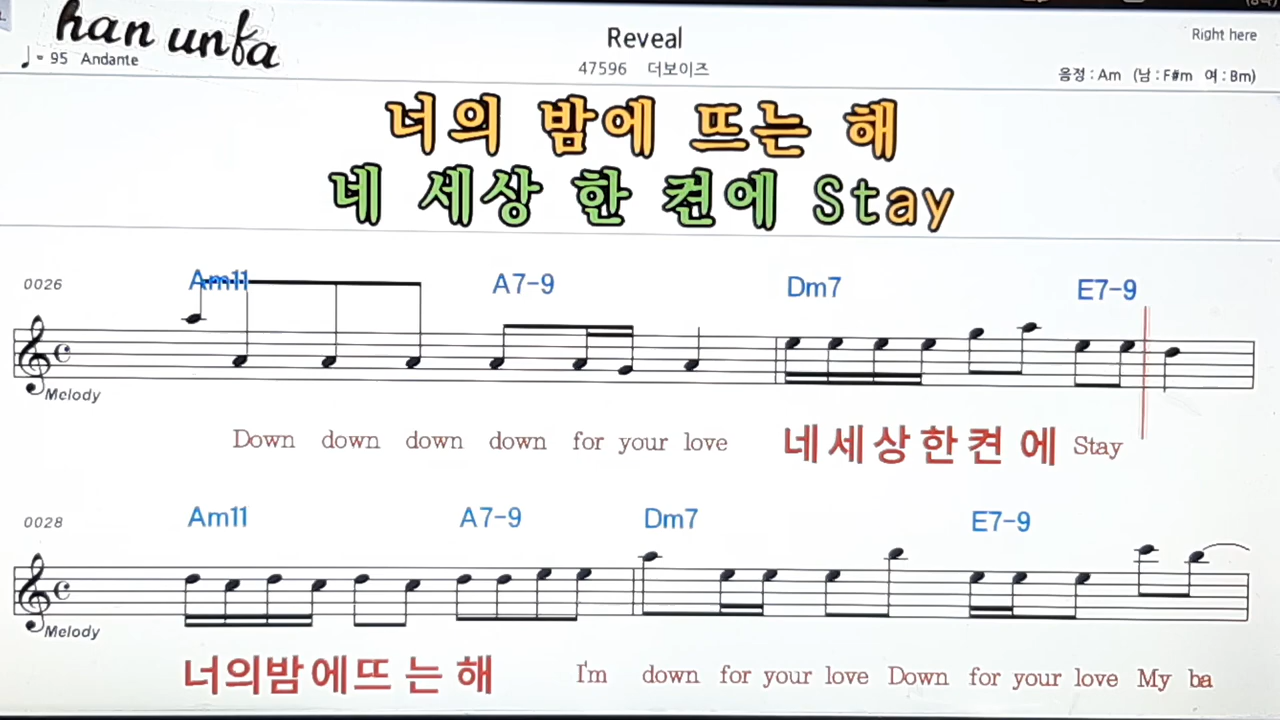 han unfa
Reveal
Right here
♩= 95 Andante
47596 더보이즈
음정 : Am (남 : F#m 여 : Bm)
너의 밤에 뜨는 해
네 세상 한 켠에 Stay
0026
Am11 A7-9 Dm7 E7-9
Melody
Down down down down for your love 네 세 상 한 켠 에 Stay
0028
Am11 A7-9 Dm7 E7-9
Melody
너의밤에뜨 는 해 I'm down for your love Down for your love My ba